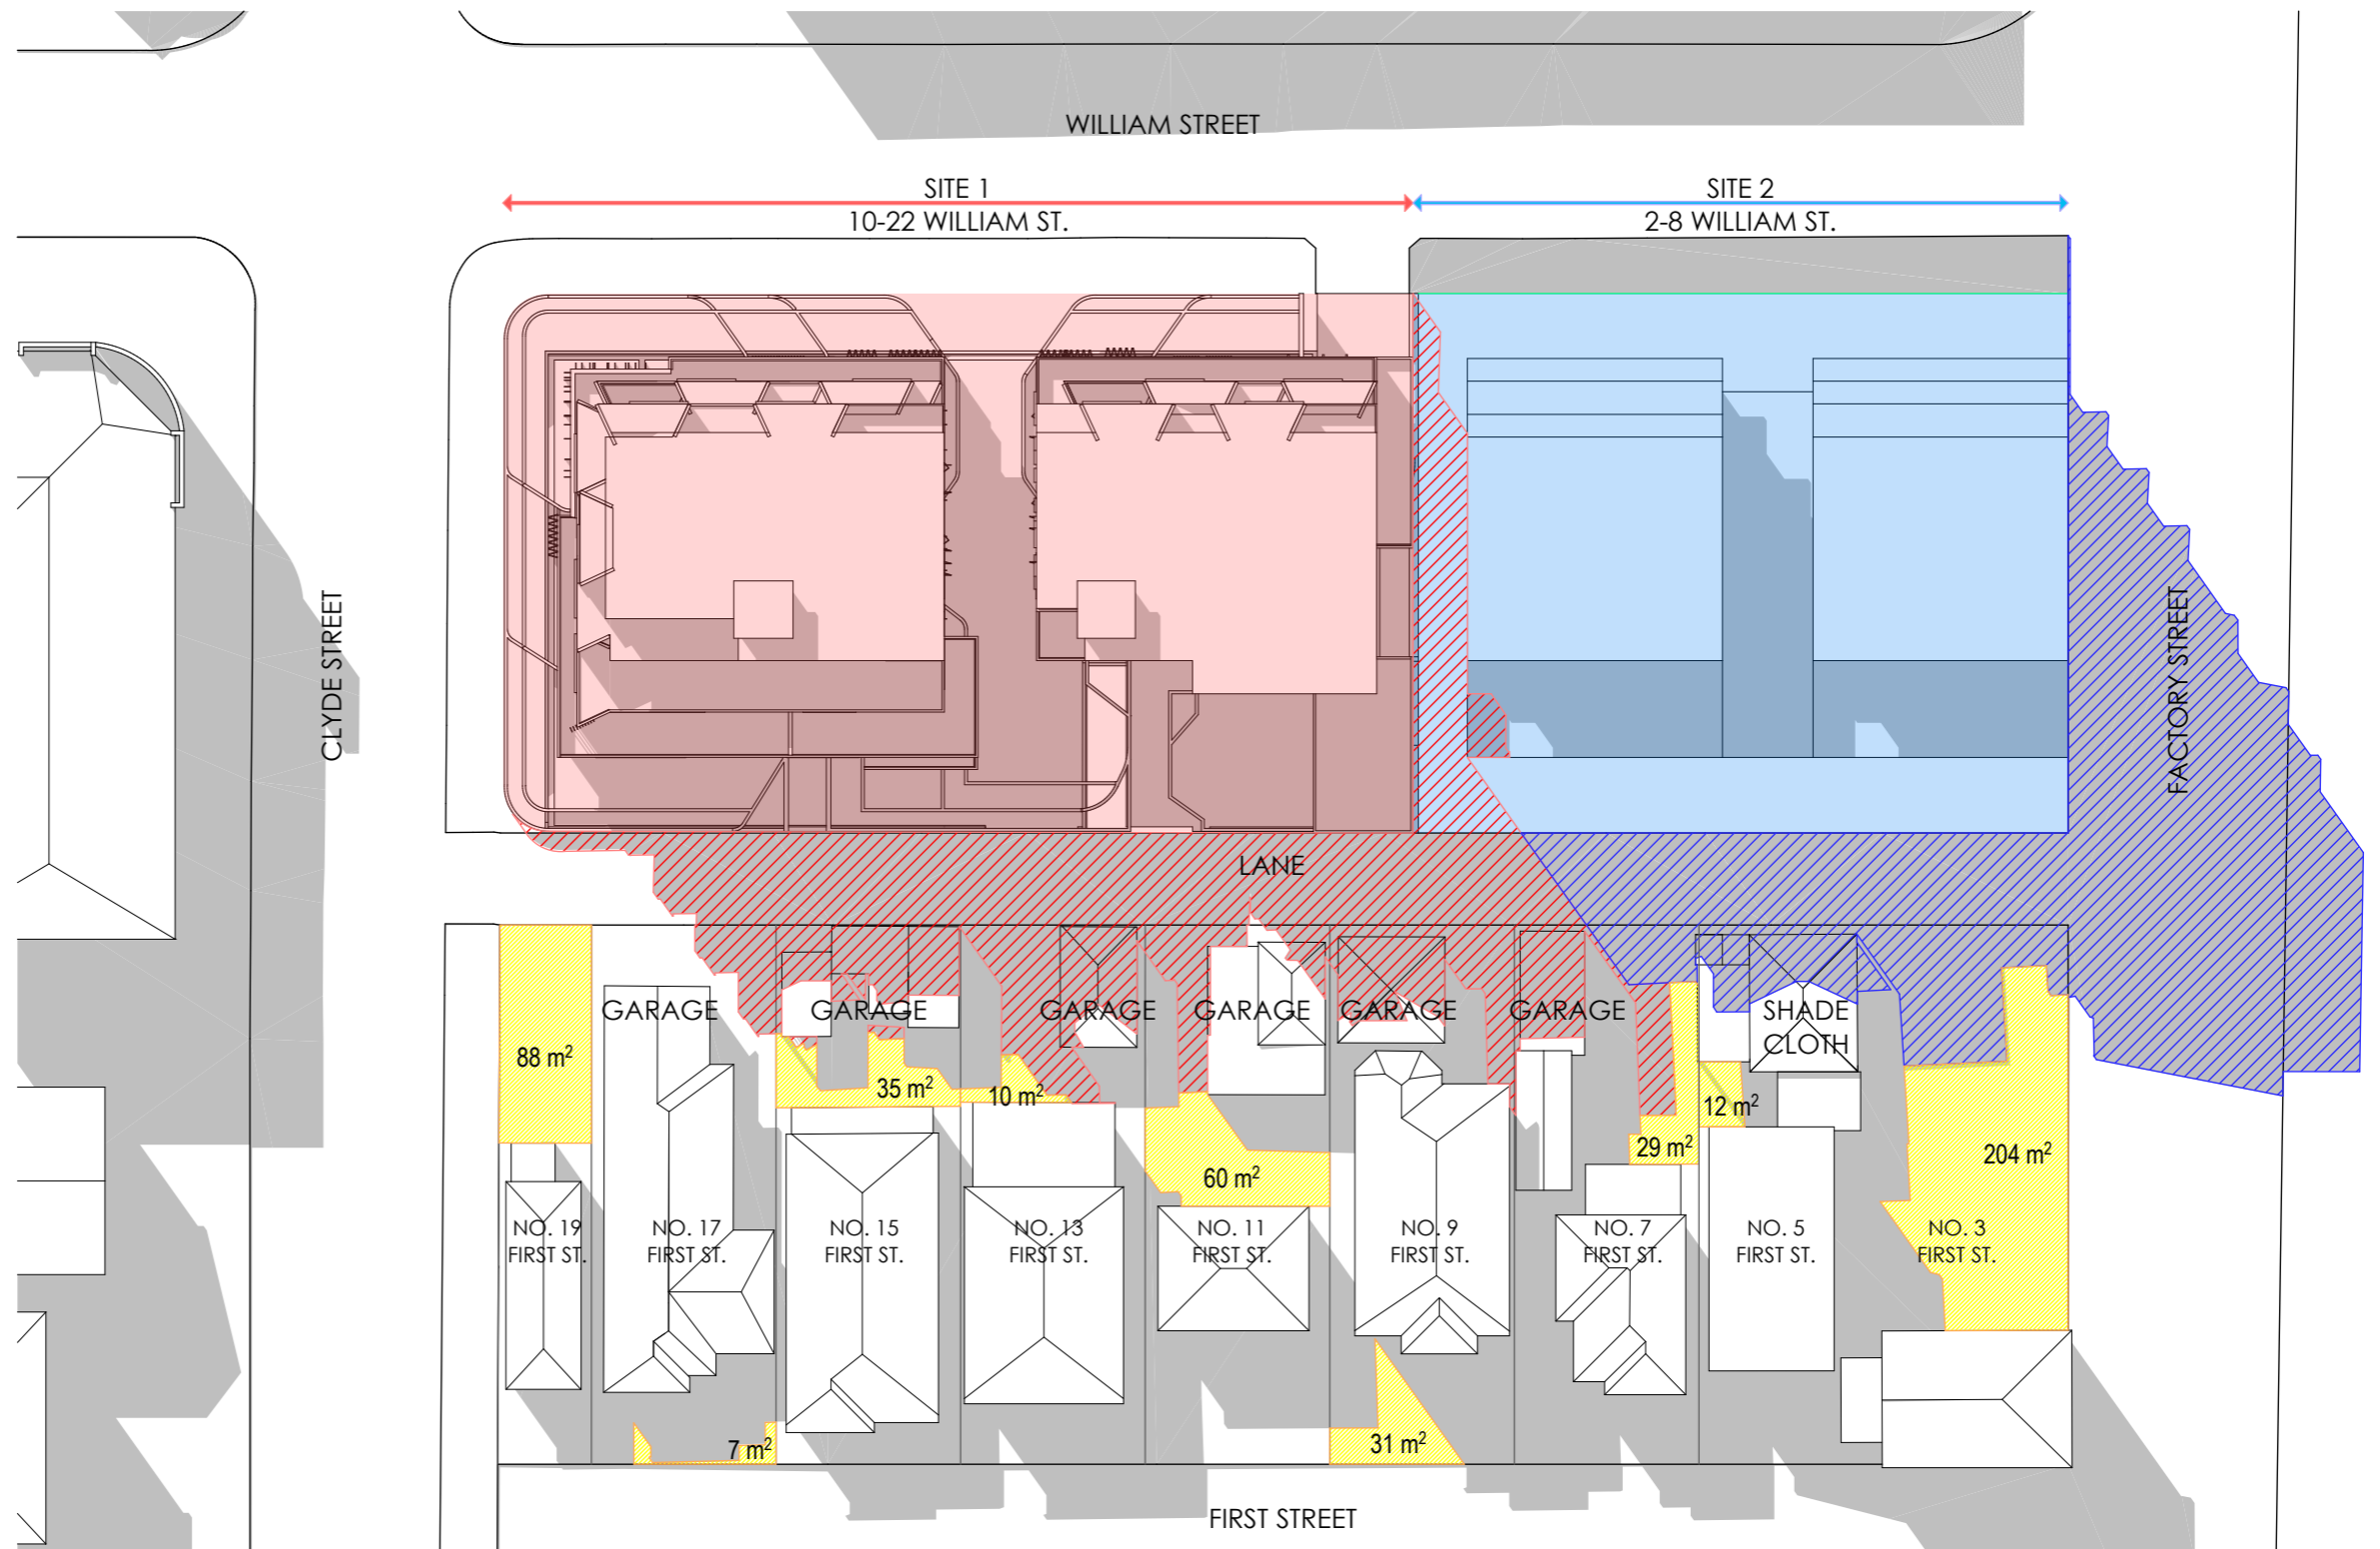 WILLIAM STREET
SITE 1
10-22 WILLIAM ST.
SITE 2
2-8 WILLIAM ST.
CLYDE STREET
FACTORY STREET
LANE
GARAGE
GARAGE
GARAGE
GARAGE
GARAGE
GARAGE
SHADE
CLOTH
88 m²
35 m²
10 m²
60 m²
29 m²
12 m²
204 m²
NO. 19
FIRST ST.
NO. 17
FIRST ST.
NO. 15
FIRST ST.
NO. 13
FIRST ST.
NO. 11
FIRST ST.
NO. 9
FIRST ST.
NO. 7
FIRST ST.
NO. 5
FIRST ST.
NO. 3
FIRST ST.
7 m²
31 m²
FIRST STREET